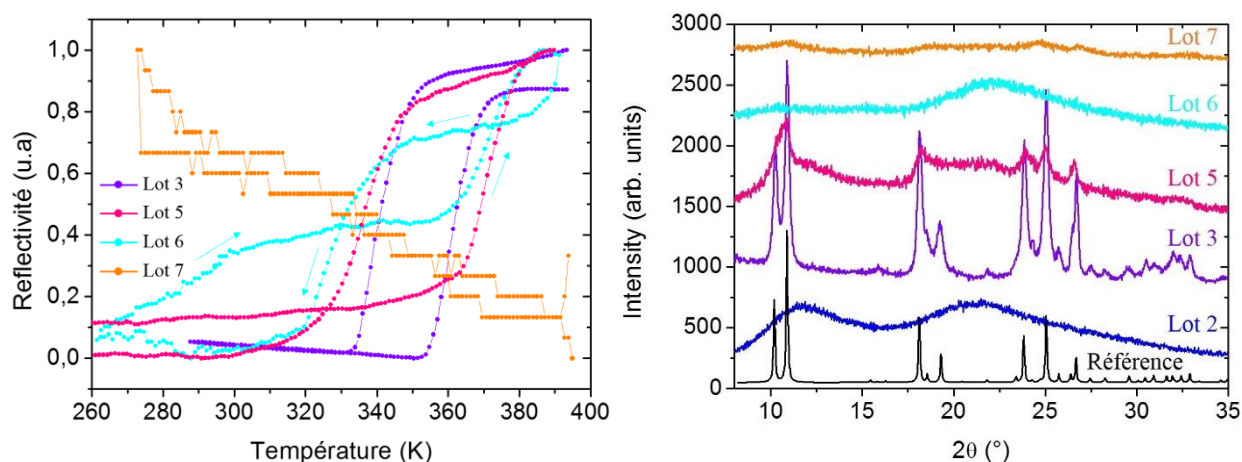 1,0
0,8
0,6
0,4
0,2
0,0
Reflectivité (u.a)
Lot 3
Lot 5
Lot 6
Lot 7
260 280 300 320 340 360 380 400
Température (K)
3000
2500
2000
1500
1000
500
0
Intensity (arb. units)
Lot 7
Lot 6
Lot 5
Lot 3
Lot 2
Référence
10 15 20 25 30 35
2θ (°)